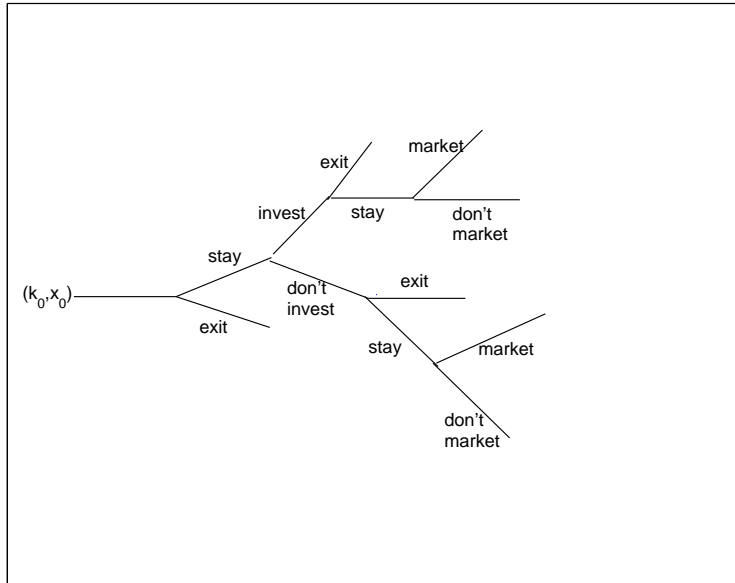 market
exit
invest
stay
don't
market
stay
(k0,x0)
don't
invest
exit
exit
stay
market
don't
market